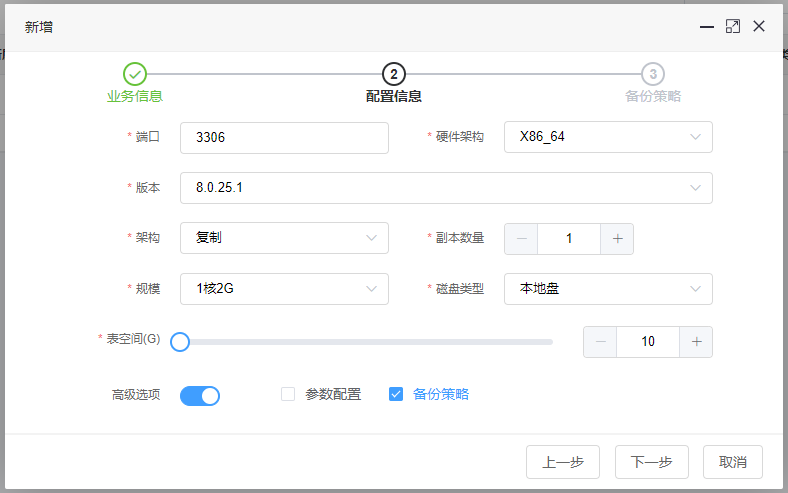 新增
2
3
业务信息
配置信息
备份策略
* 端口
3306
* 硬件架构
X86_64
* 版本
8.0.25.1
* 架构
复制
* 副本数量
1
* 规模
1核2G
* 磁盘类型
本地盘
* 表空间(G)
10
高级选项
参数配置
备份策略
上一步
下一步
取消